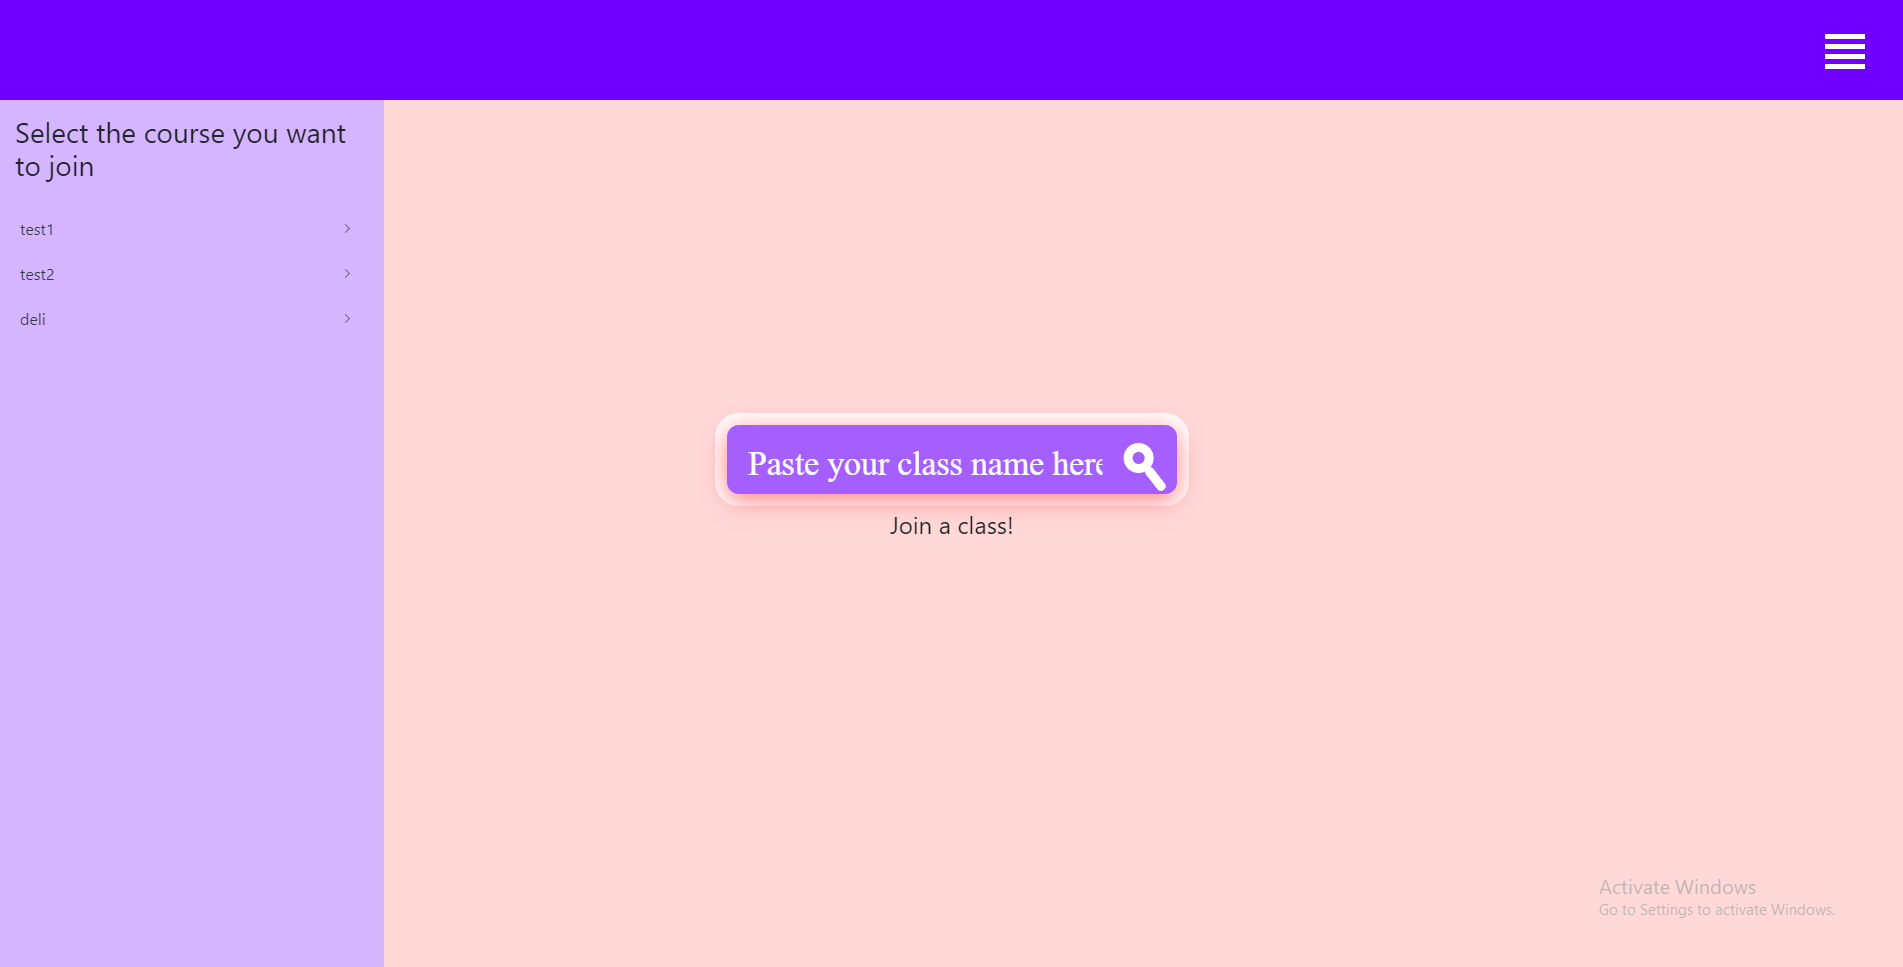 Select the course you want
to join
test1
test2
deli
Paste your class name here
Join a class!
Activate Windows
Go to Settings to activate Windows.